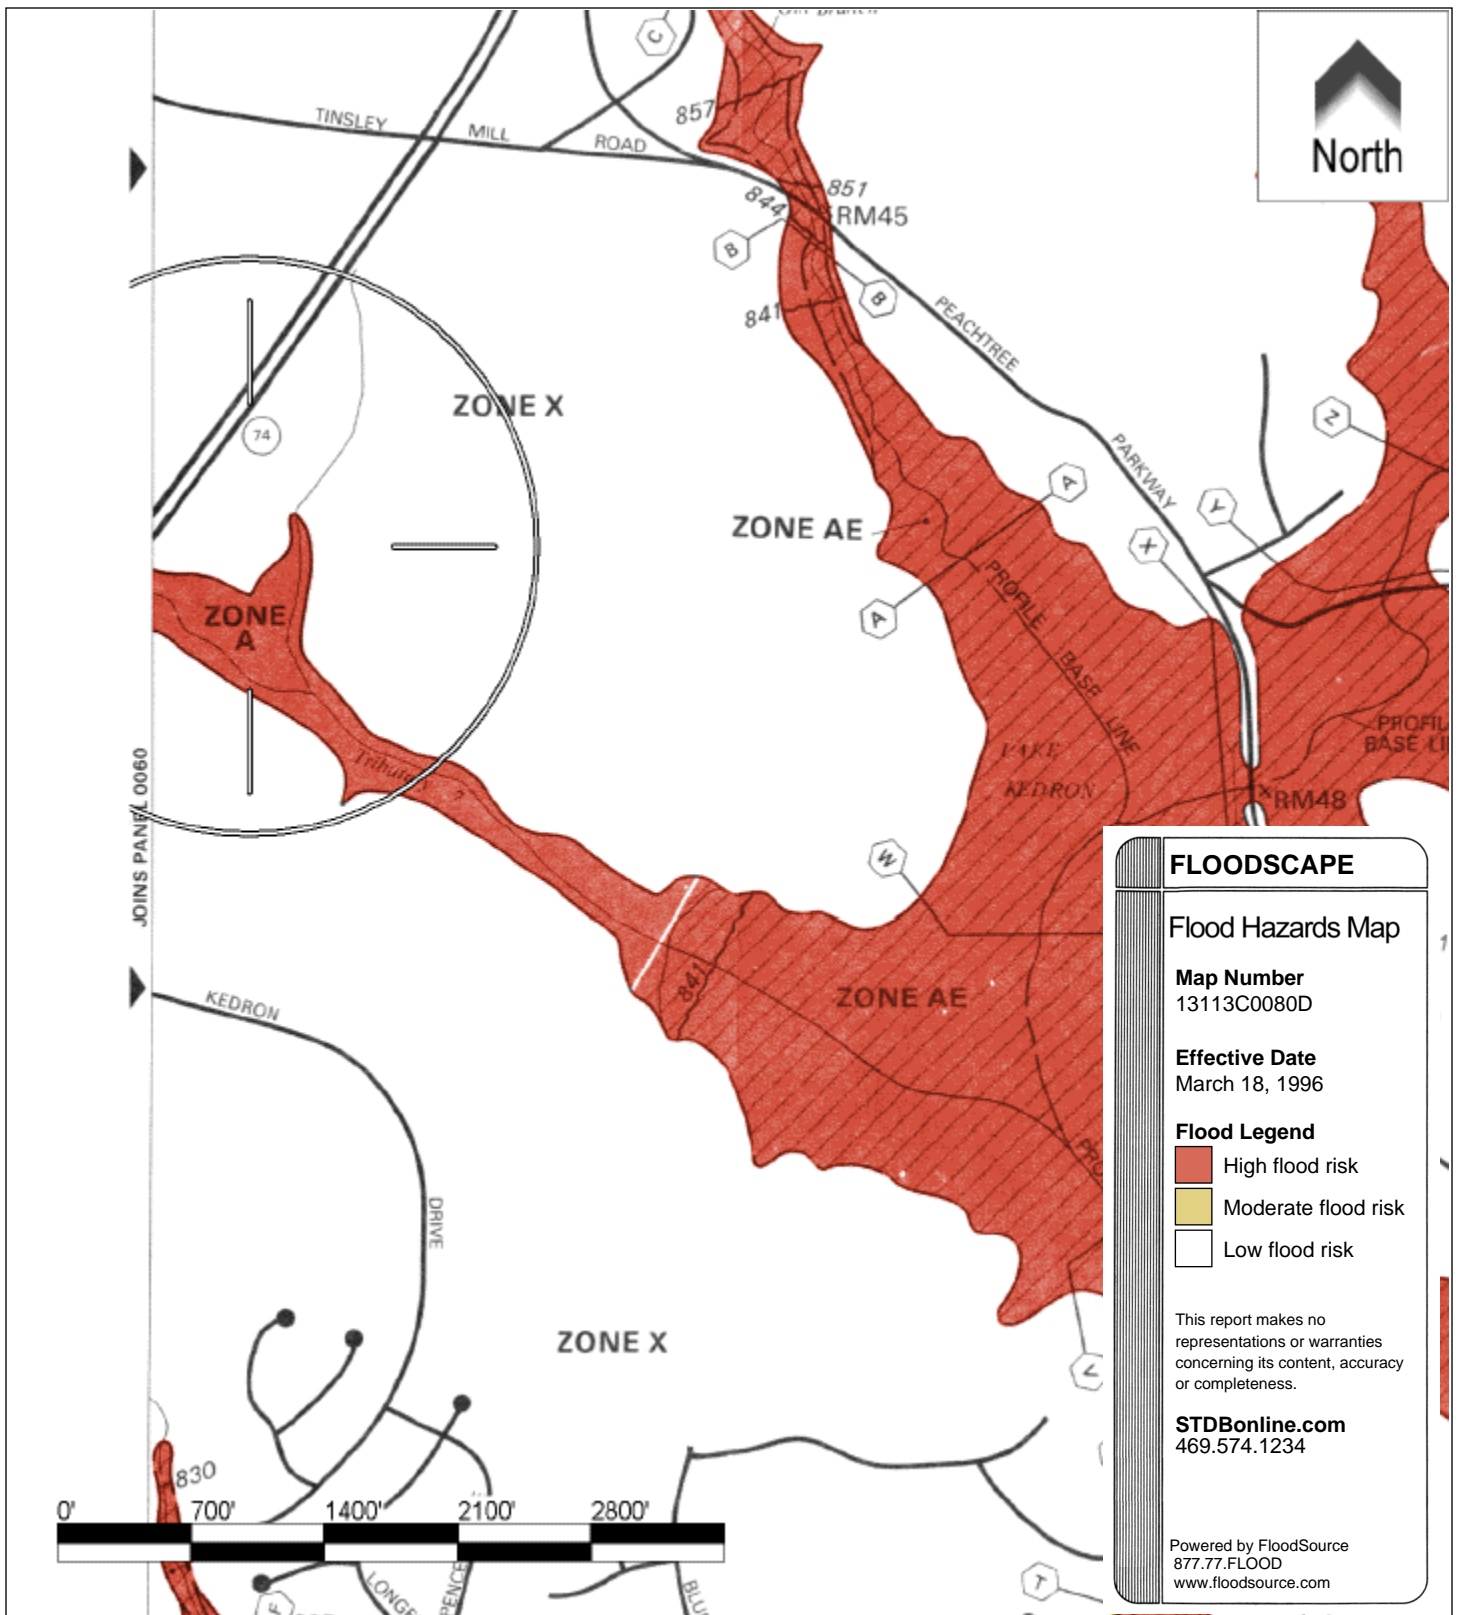 C
857
TINSLEY MILL ROAD
North
844
851
RM45
B
B
841
PEACHTREE
PARKWAY
ZONE X
74
Z
A
Y
ZONE AE
X
PROFILE BASE LINE
A
ZONE
A
LAKE
KEDRON
RM48
JOINS PANEL 0060
W
841
ZONE AE
KEDRON
DRIVE
ZONE X
830
0' 700' 1400' 2100' 2800'
T
F
FLOODSCAPE
Flood Hazards Map
Map Number
13113C0080D
Effective Date
March 18, 1996
Flood Legend
High flood risk
Moderate flood risk
Low flood risk
This report makes no
representations or warranties
concerning its content, accuracy
or completeness.
STDBonline.com
469.574.1234
Powered by FloodSource
877.77.FLOOD
www.floodsource.com